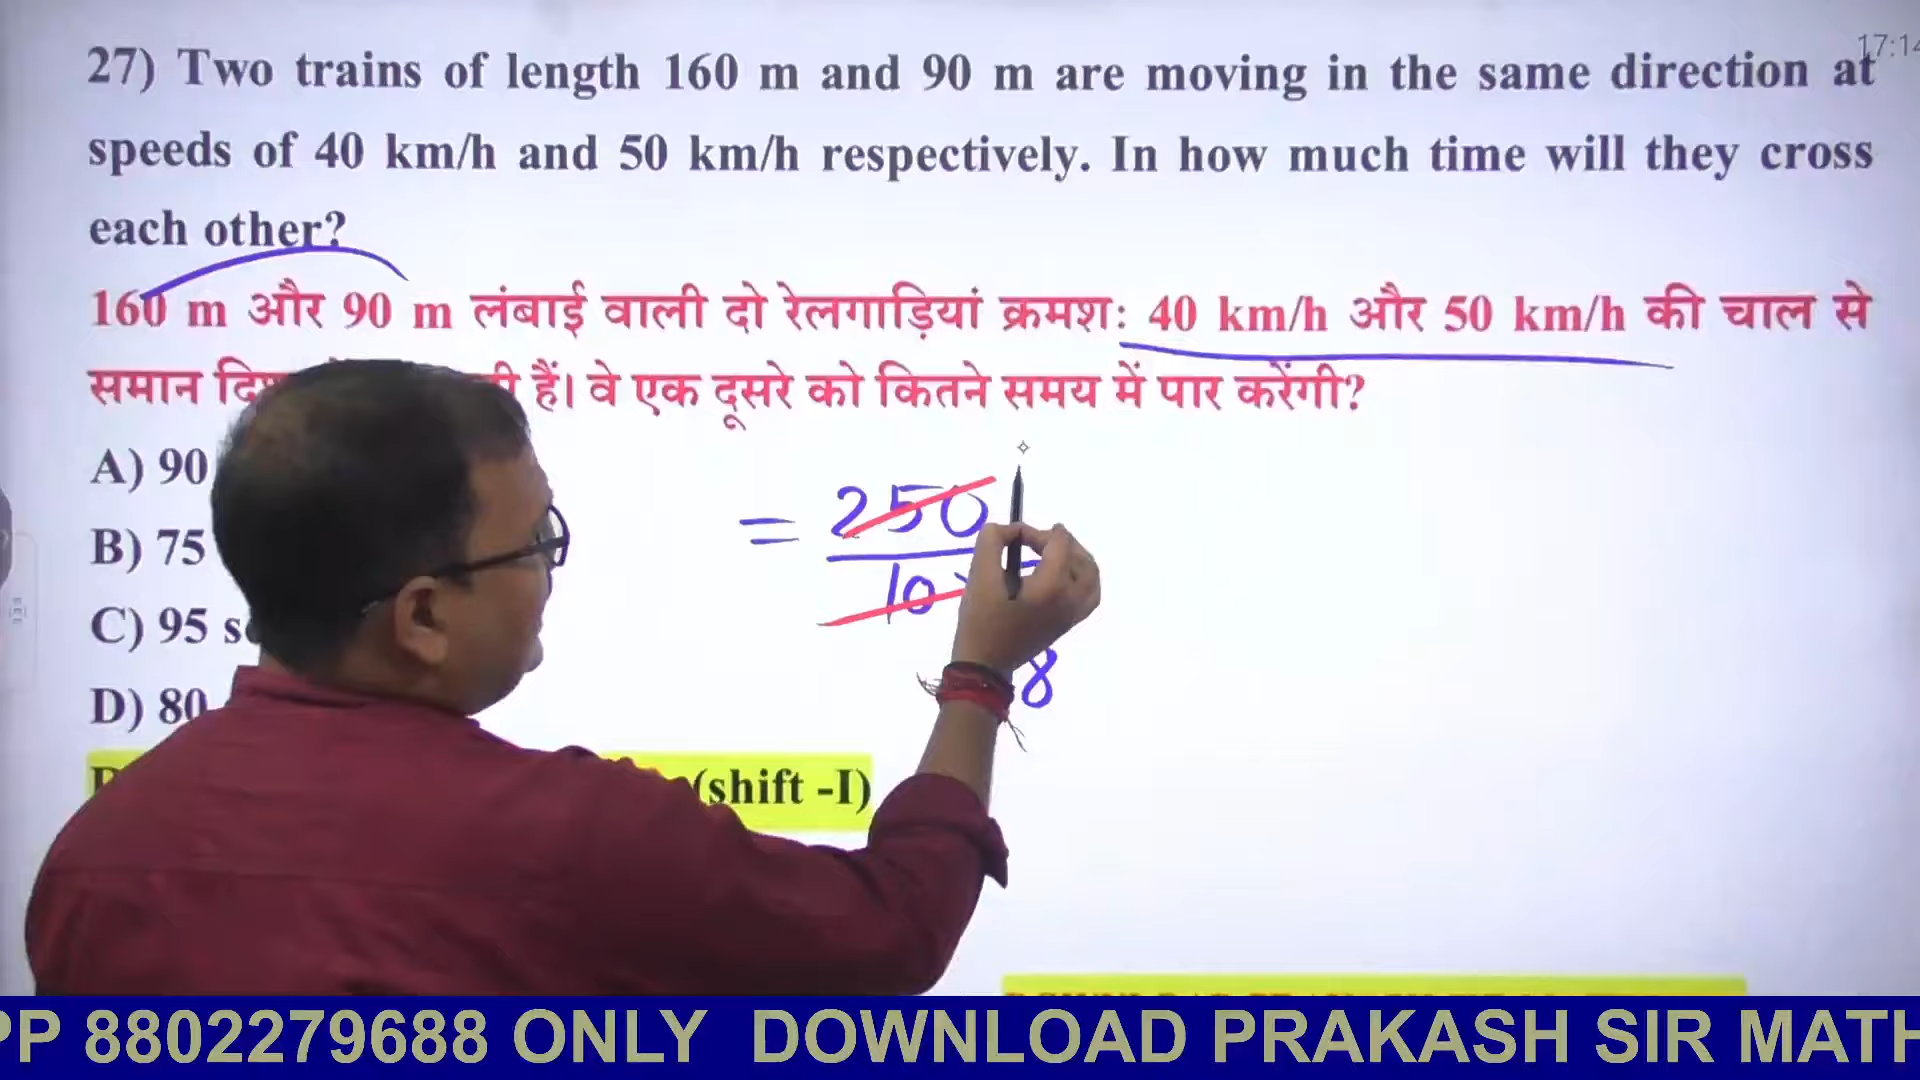 17:14
27) Two trains of length 160 m and 90 m are moving in the same direction at
speeds of 40 km/h and 50 km/h respectively. In how much time will they cross
each other?
160 m और 90 m लंबाई वाली दो रेलगाड़ियां क्रमश: 40 km/h और 50 km/h की चाल से
समान हैं। वे एक दूसरे को कितने समय में पार करेंगी?
A) 90
B) 75
C) 95
D) 80
= 250
10 ×
8
(shift -I)
8802279688 ONLY DOWNLOAD PRAKASH SIR MATH